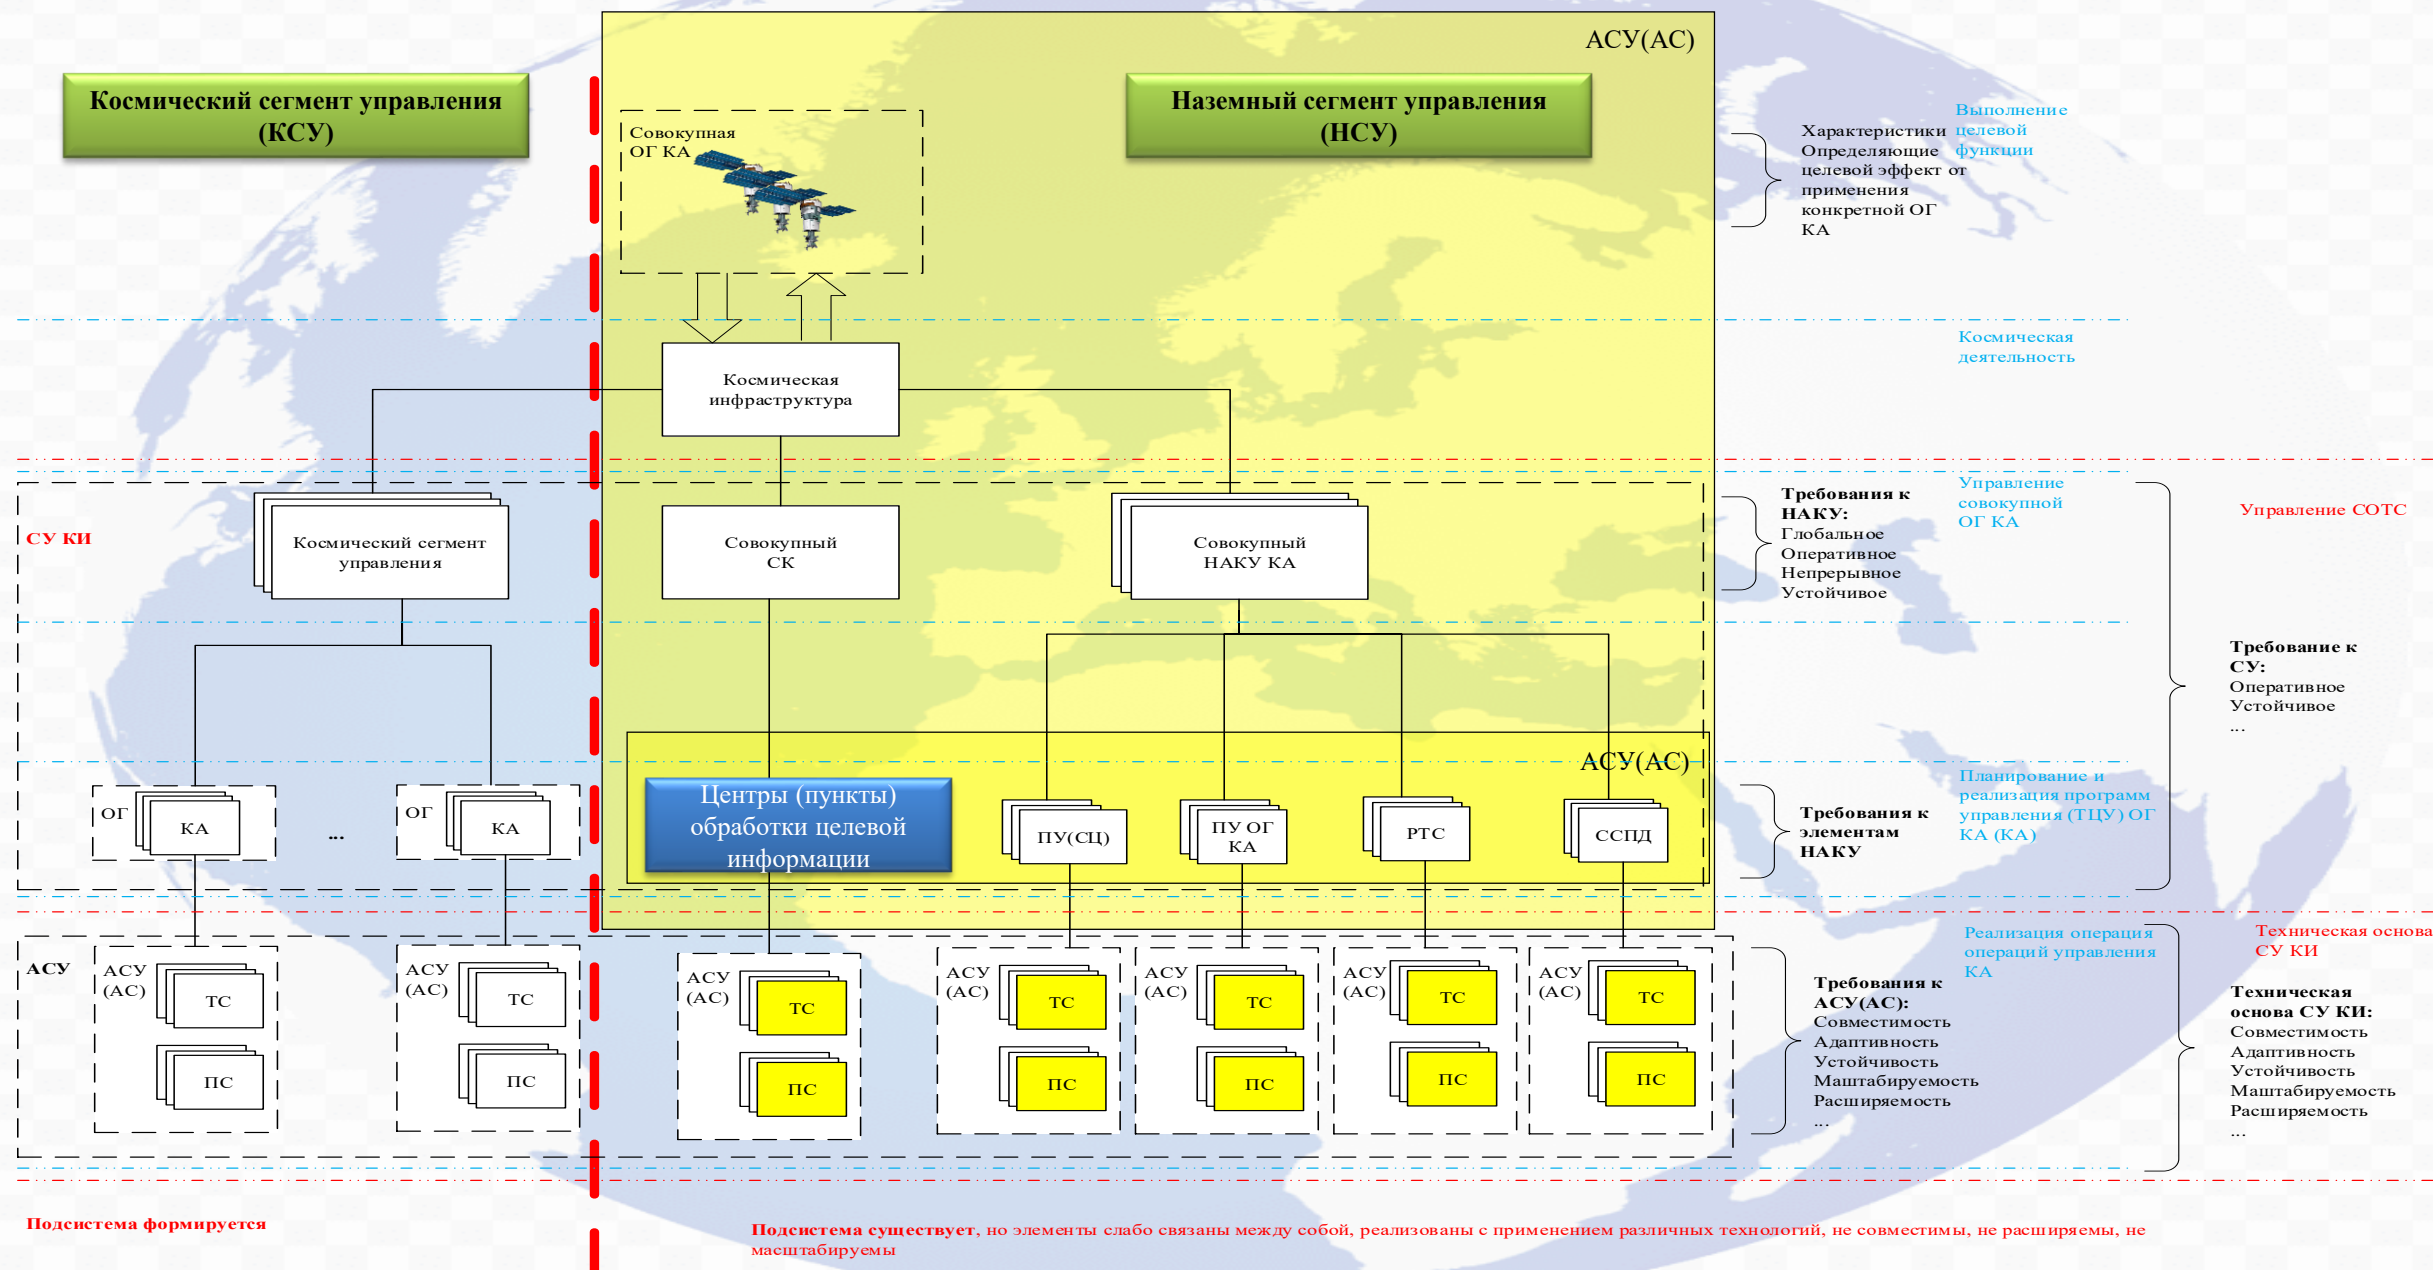 АСУ(АС)
Космический сегмент управления
(КСУ)
Наземный сегмент управления
(НСУ)
Совокупная
ОГ КА
Характеристики
Определяющие
целевой эффект от
применения
конкретной ОГ
КА
Выполнение
целевой
функции
Космическая
деятельность
Космическая
инфраструктура
СУ КИ
Космический сегмент
управления
Совокупный
СК
Совокупный
НАКУ КА
Требования к
НАКУ:
Глобальное
Оперативное
Непрерывное
Устойчивое
Управление
совокупной
ОГ КА
Управление СОТС
Требование к
СУ:
Оперативное
Устойчивое
...
АСУ(АС)
ОГ
КА
...
ОГ
КА
Центры (пункты)
обработки целевой
информации
ПУ(СЦ)
ПУ ОГ
КА
РТС
ССПД
Требования к
элементам
НАКУ
Планирование и
реализация программ
управления (ТЦУ) ОГ
КА (КА)
АСУ
АСУ
(АС)
ТС
ПС
АСУ
(АС)
ТС
ПС
АСУ
(АС)
ТС
ПС
АСУ
(АС)
ТС
ПС
АСУ
(АС)
ТС
ПС
АСУ
(АС)
ТС
ПС
АСУ
(АС)
ТС
ПС
Требования к
АСУ(АС):
Совместимость
Адаптивность
Устойчивость
Маштабируемость
Расширяемость
...
Реализация операция
операций управления
КА
Техническая основа
СУ КИ
Техническая
основа СУ КИ:
Совместимость
Адаптивность
Устойчивость
Маштабируемость
Расширяемость
...
Подсистема формируется
Подсистема существует, но элементы слабо связаны между собой, реализованы с применением различных технологий, не совместимы, не расширяемы, не
масштабируемы